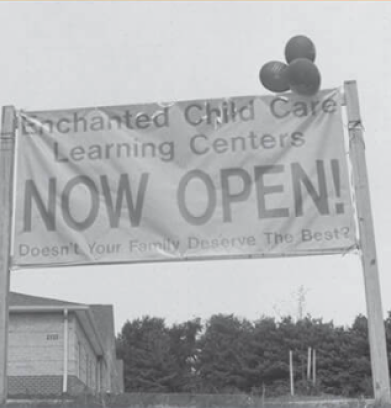 Enchanted Child Care
Learning Centers
NOW OPEN!
Doesn't Your Family Deserve The Best?